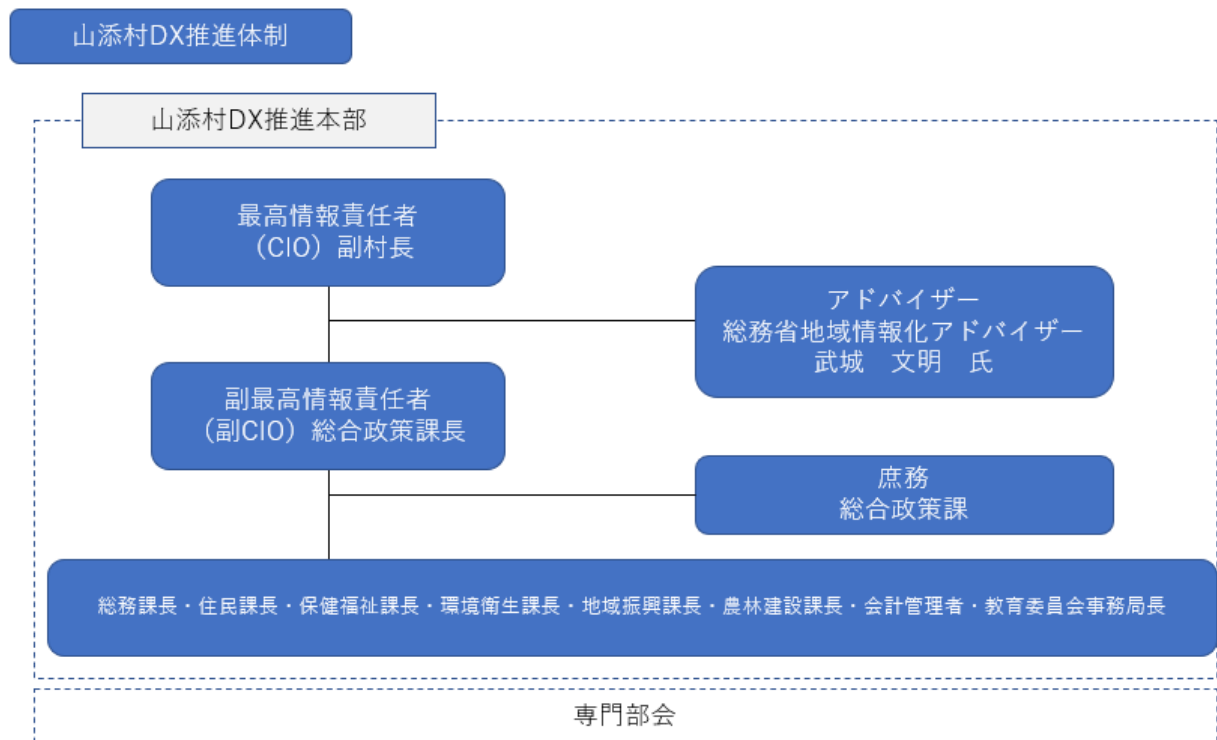 山添村DX推進体制
山添村DX推進本部
最高情報責任者
（CIO）副村長
アドバイザー
総務省地域情報化アドバイザー
武城　文明　氏
副最高情報責任者
（副CIO）総合政策課長
庶務
総合政策課
総務課長・住民課長・保健福祉課長・環境衛生課長・地域振興課長・農林建設課長・会計管理者・教育委員会事務局長
専門部会